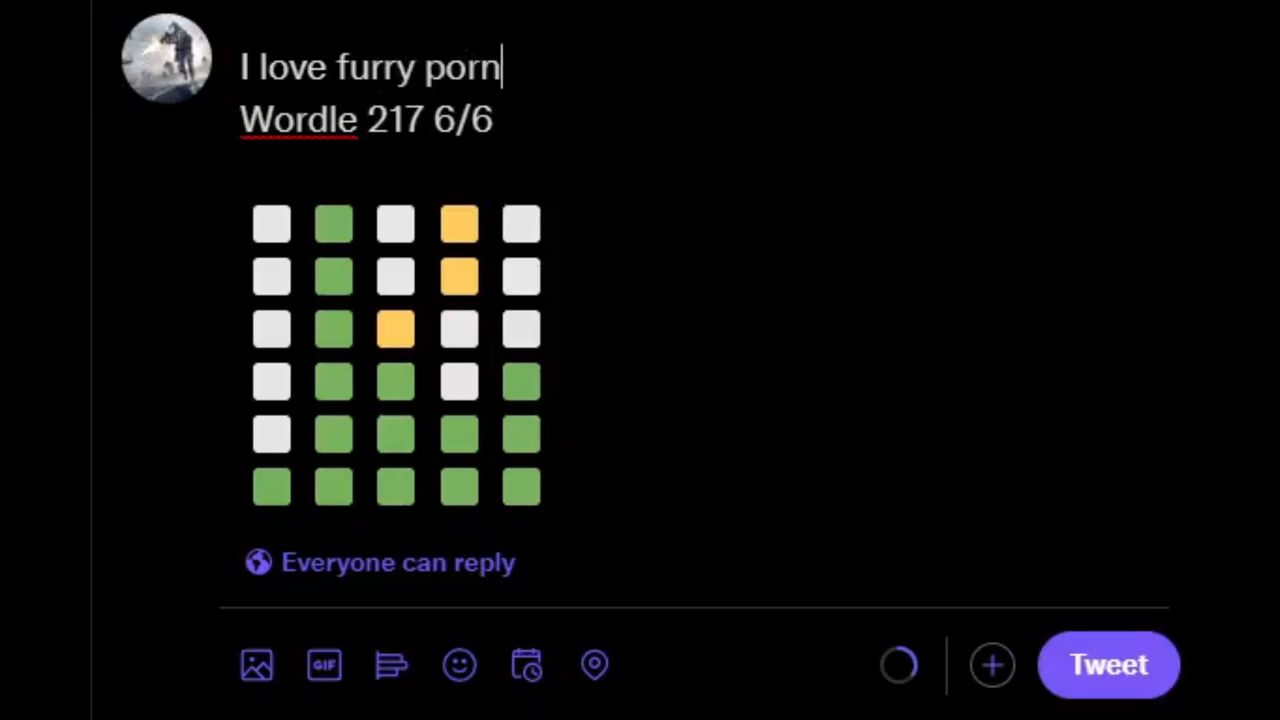 I love furry porn
Wordle 217 6/6
Everyone can reply
GIF
Tweet